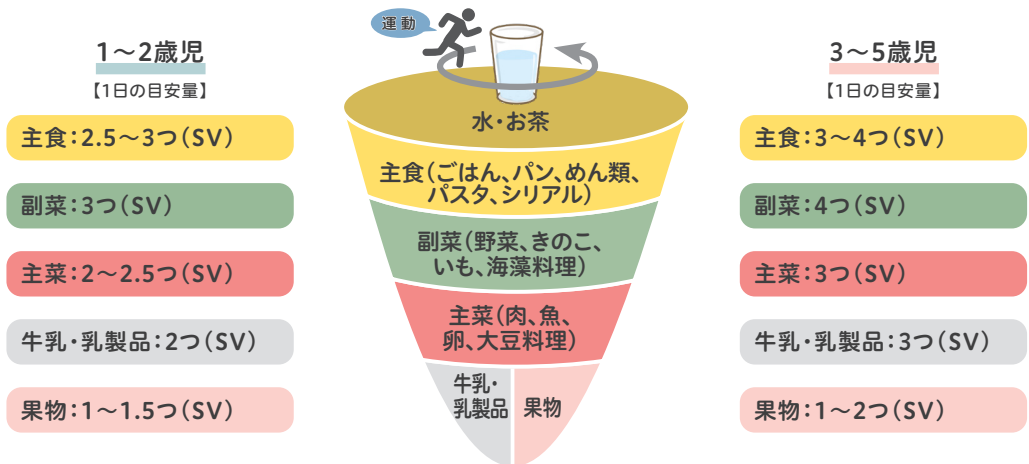 1〜2歳児
【1日の目安量】
主食：2.5〜3つ（SV）
副菜：3つ（SV）
主菜：2〜2.5つ（SV）
牛乳・乳製品：2つ（SV）
果物：1〜1.5つ（SV）
運動
水・お茶
主食（ごはん、パン、めん類、
パスタ、シリアル）
副菜（野菜、きのこ、
いも、海藻料理）
主菜（肉、魚、
卵、大豆料理）
牛乳・
乳製品
果物
3〜5歳児
【1日の目安量】
主食：3〜4つ（SV）
副菜：4つ（SV）
主菜：3つ（SV）
牛乳・乳製品：3つ（SV）
果物：1〜2つ（SV）